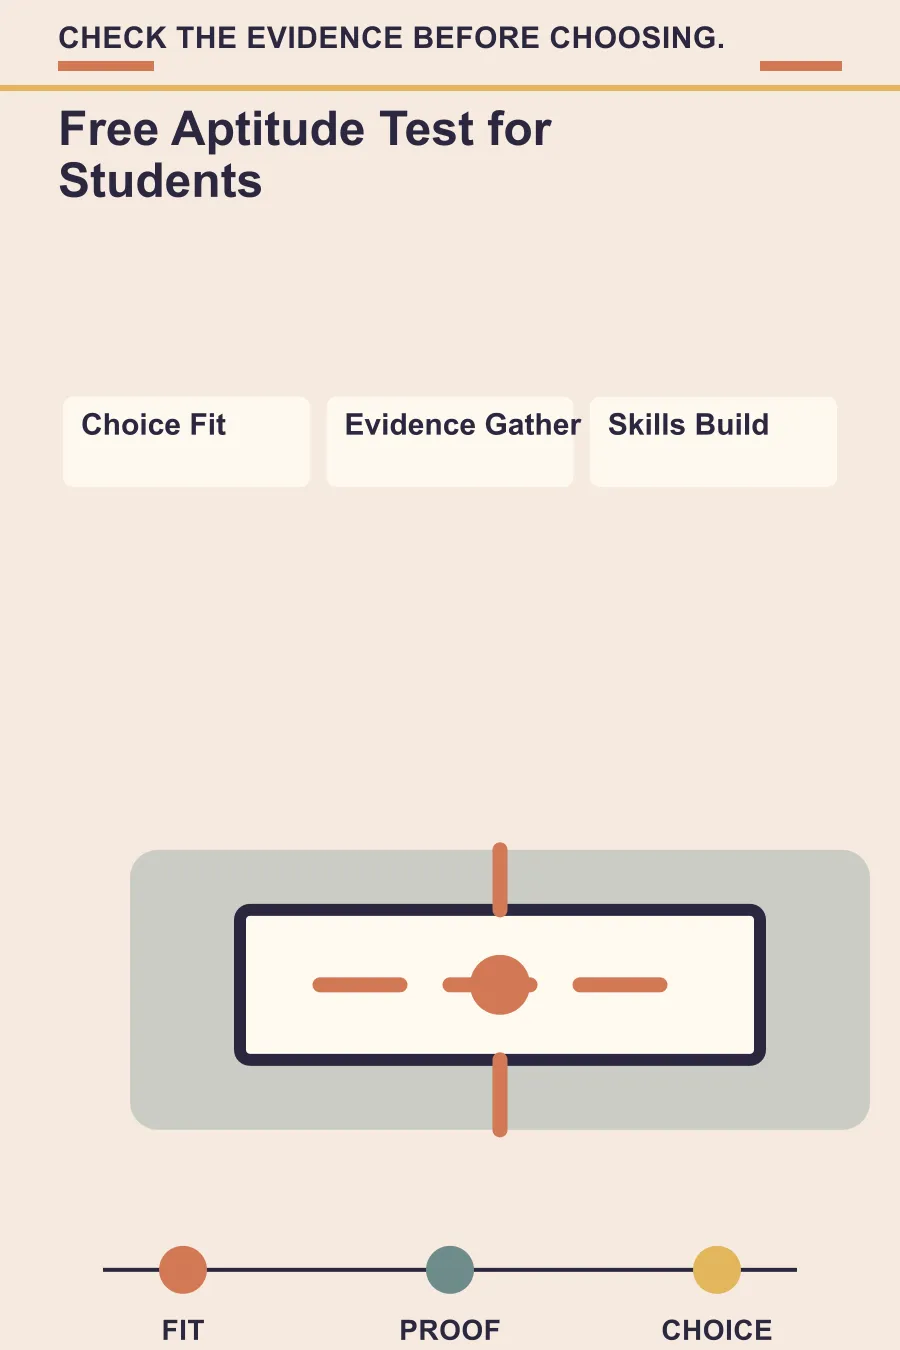 CHECK THE EVIDENCE BEFORE CHOOSING.
Free Aptitude Test for
Students
Choice Fit
Evidence Gather
Skills Build
FIT
PROOF
CHOICE